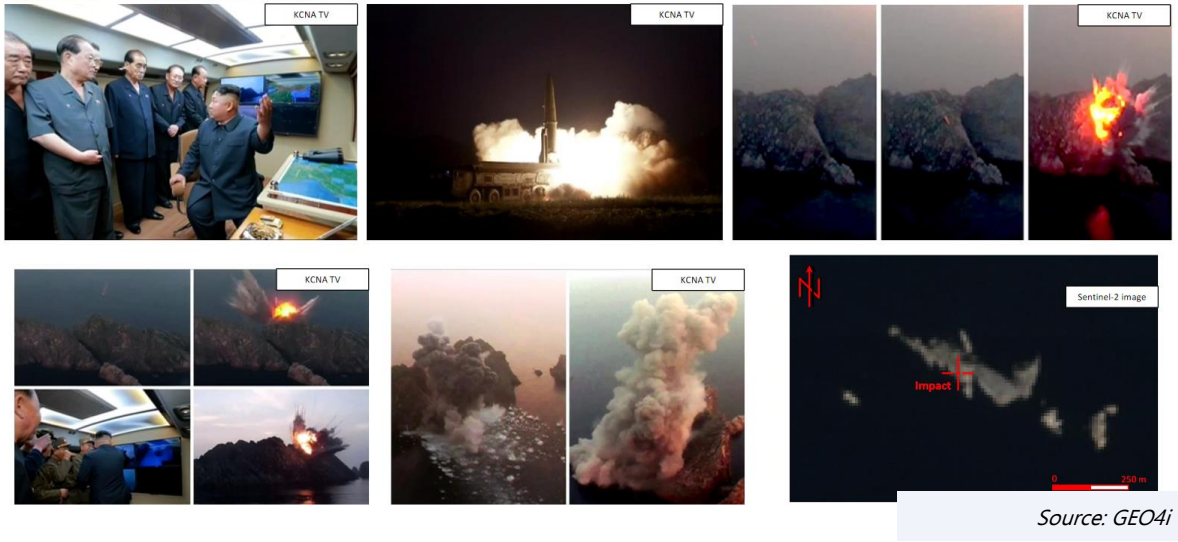 KCNA TV
KCNA TV
KCNA TV
KCNA TV
KCNA TV
Sentinel-2 image
N
Impact
0 250 m
Source: GEO4i